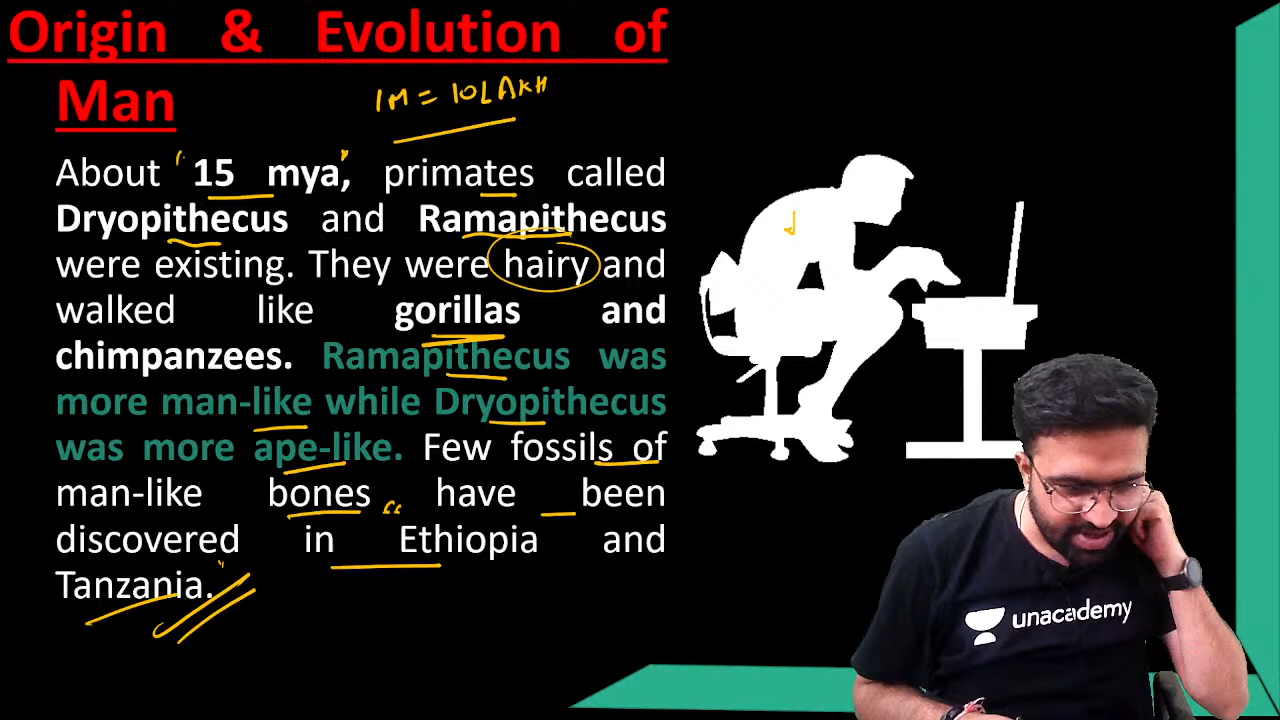 Origin & Evolution of
Man
1M = 10LAKH
About "15 mya", primates called
Dryopithecus and Ramapithecus
were existing. They were hairy and
walked like gorillas and
chimpanzees. Ramapithecus was
more man-like while Dryopithecus
was more ape-like. Few fossils of
man-like bones have been
discovered in Ethiopia and
Tanzania.
unacademy